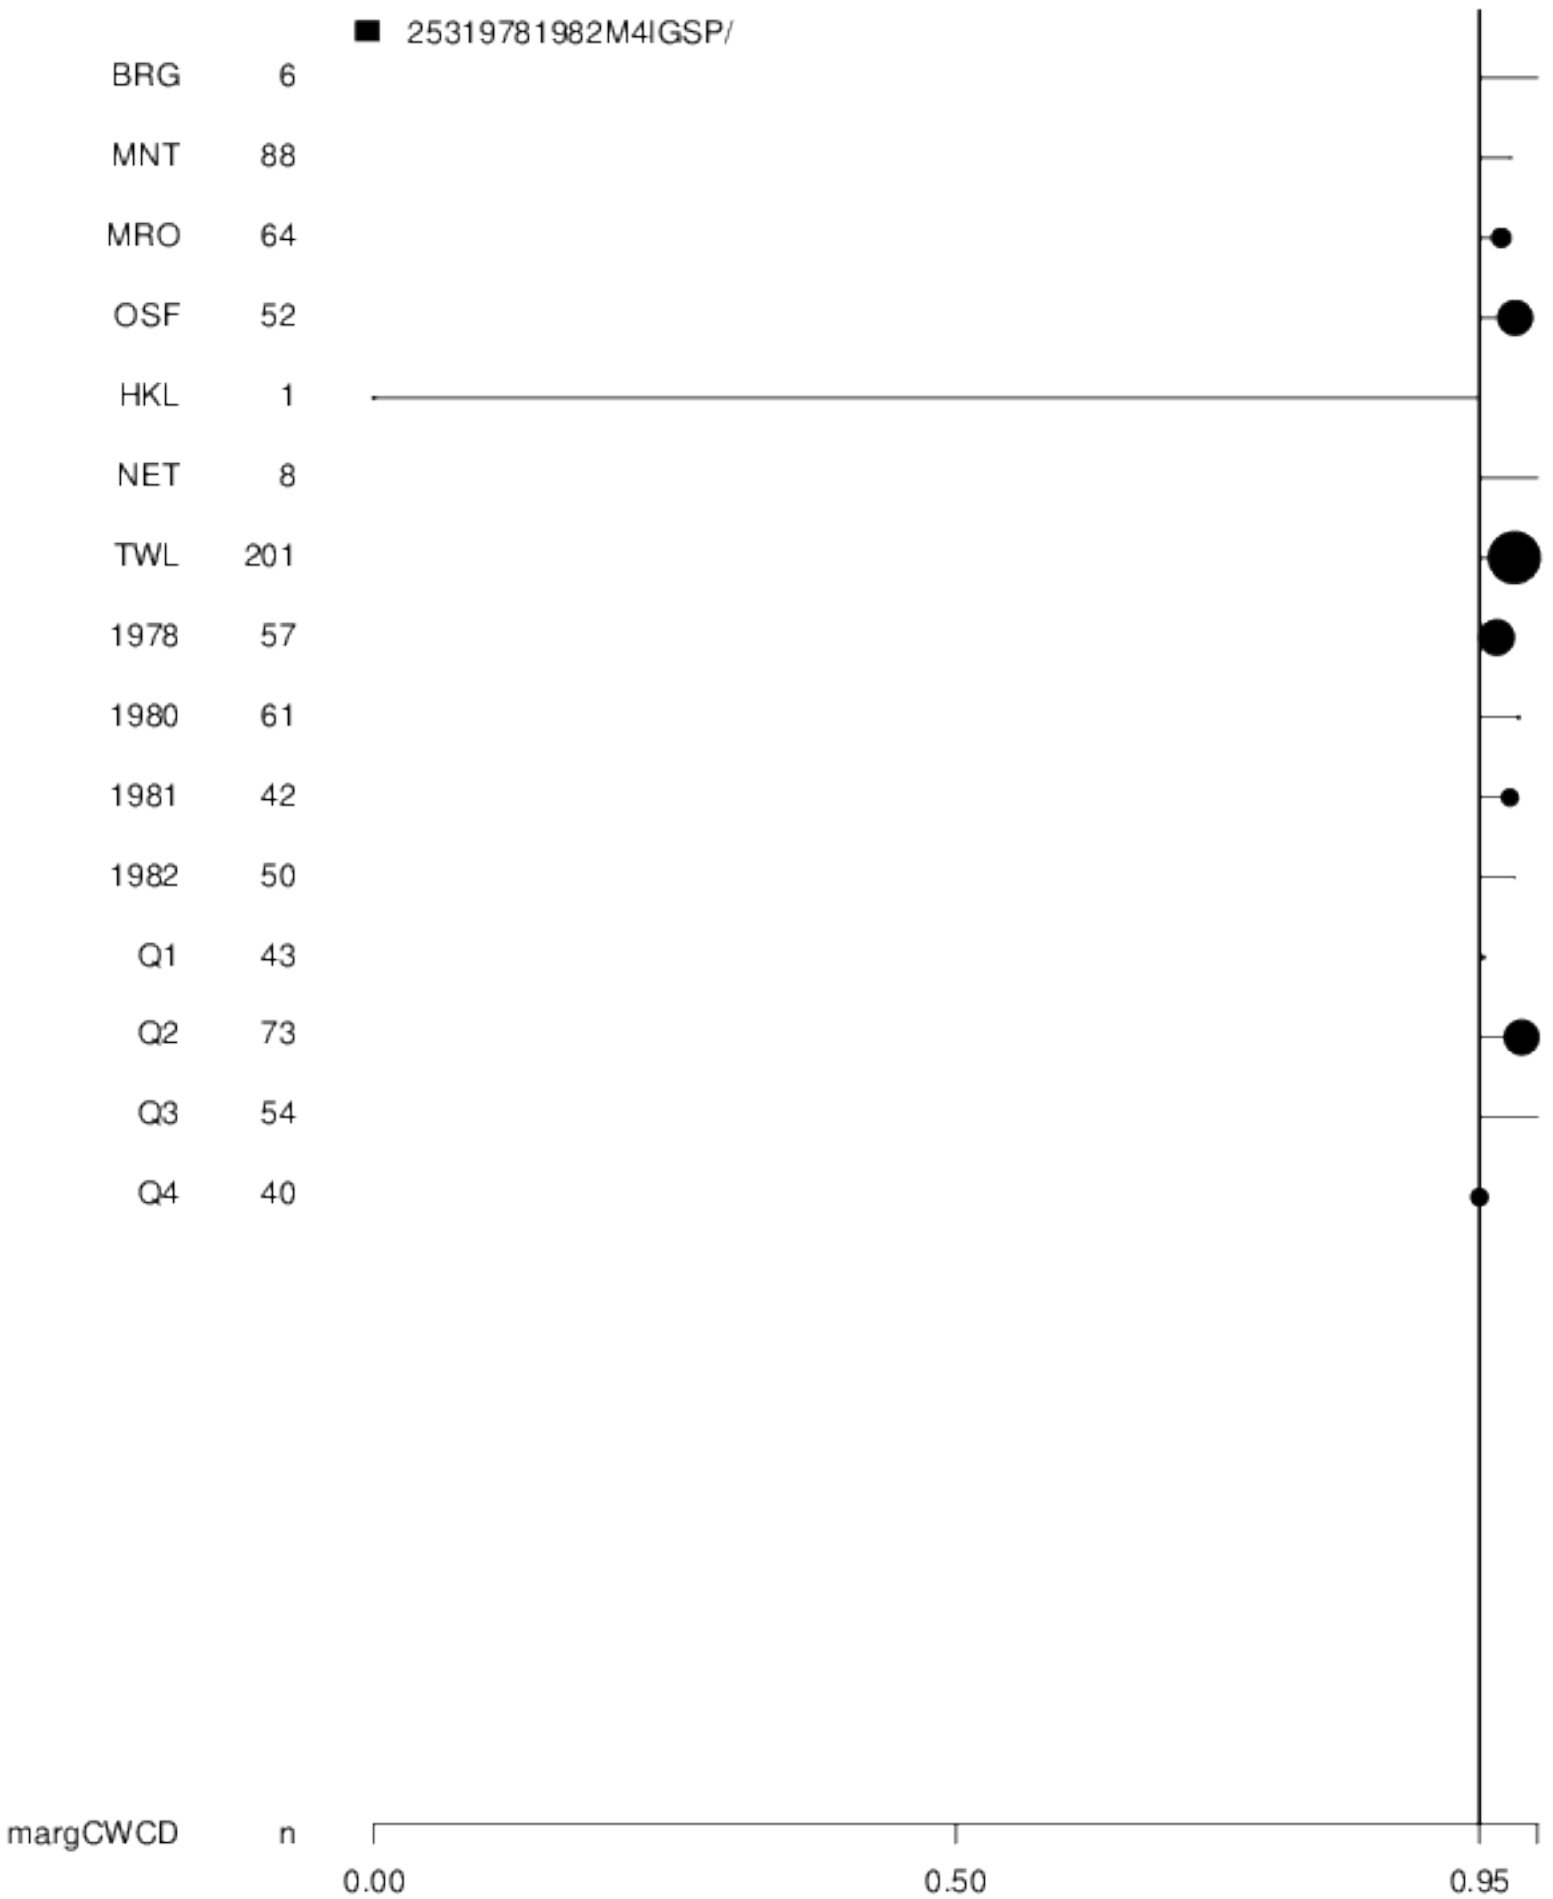 25319781982M4IGSP/
BRG 6
MNT 88
MRO 64
OSF 52
HKL 1
NET 8
TWL 201
1978 57
1980 61
1981 42
1982 50
Q1 43
Q2 73
Q3 54
Q4 40
margCWCD n
0.00 0.50 0.95